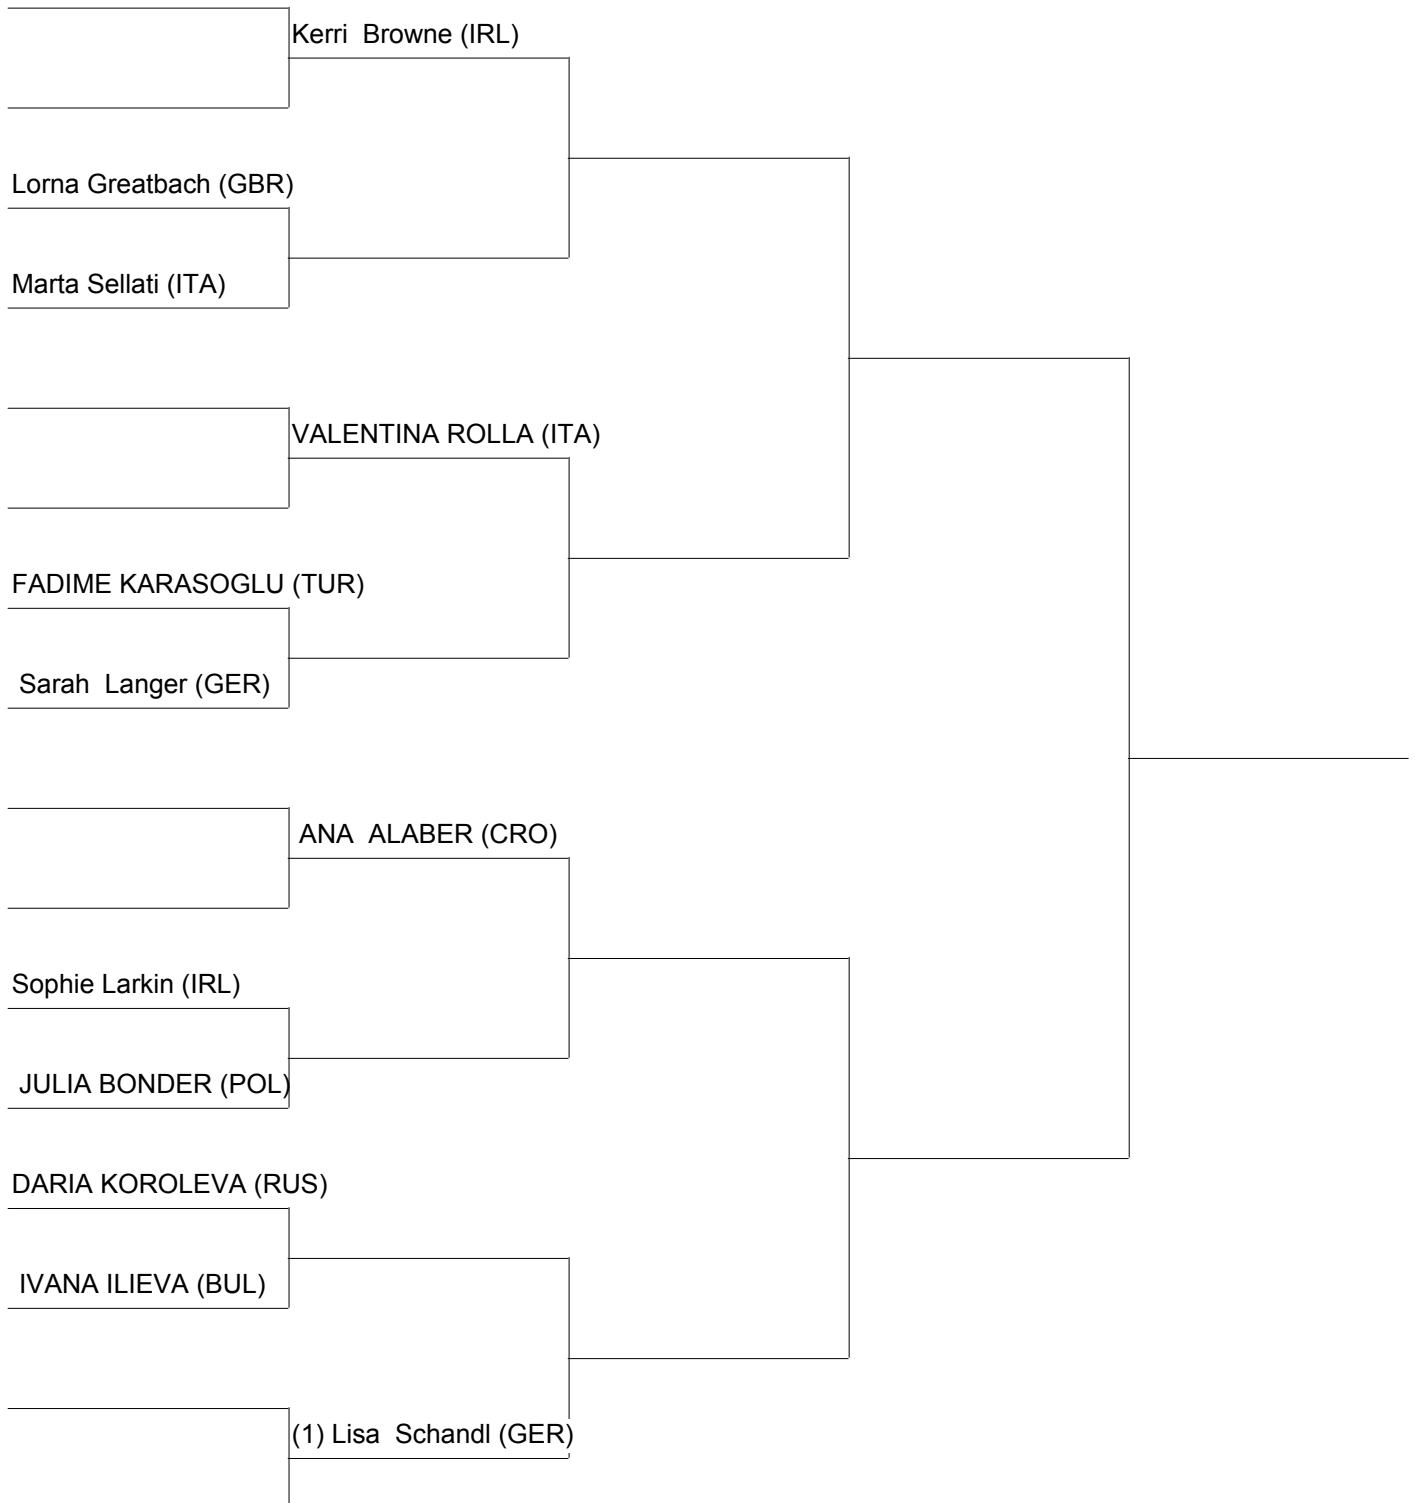 Kerri  Browne (IRL)
Lorna Greatbach (GBR)
Marta Sellati (ITA)
VALENTINA ROLLA (ITA)
FADIME KARASOGLU (TUR)
Sarah  Langer (GER)
ANA  ALABER (CRO)
Sophie Larkin (IRL)
JULIA BONDER (POL)
DARIA KOROLEVA (RUS)
IVANA ILIEVA (BUL)
(1) Lisa  Schandl (GER)